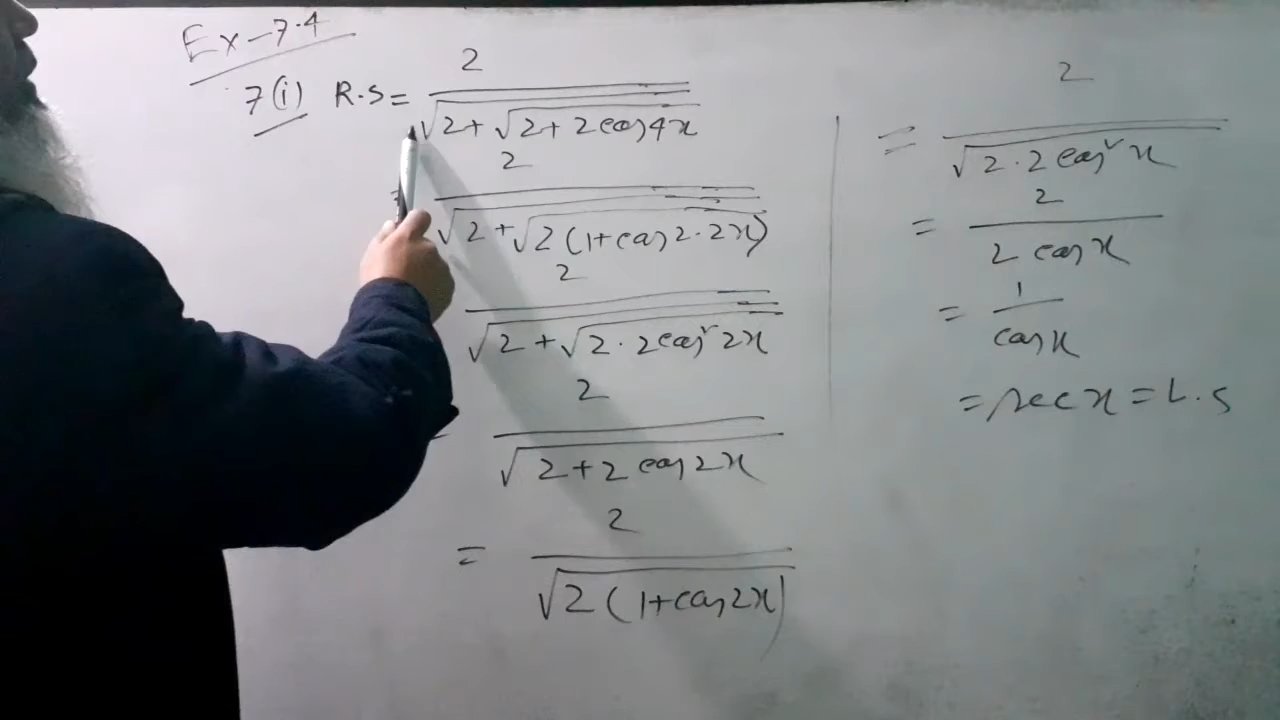 Ex-7.4
7(i) R.S = 2/√(2+√(2+2cos4x))
2/√(2+√(2(1+cos2·2x)))
2/√(2+√(2·2cos²2x))
= 2/√(2+2cos2x)
= 2/√(2(1+cos2x))
= 2/√(2·2cos²x)
= 2/2cosx
= 1/cosx
= secx = L.S